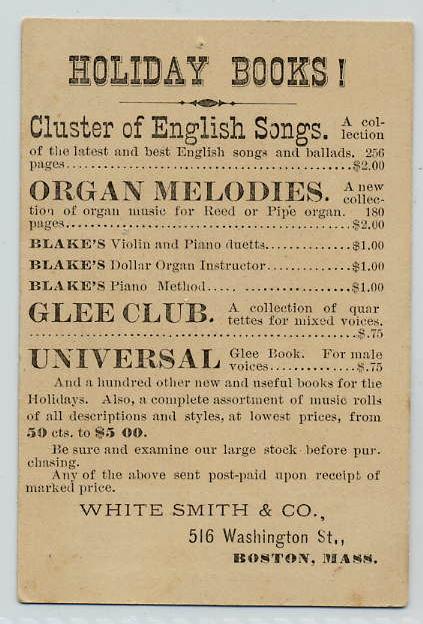 HOLIDAY BOOKS!
Cluster of English Songs. A col-
lection
of the latest and best English songs and ballads. 256
pages..........................................$2.00
ORGAN MELODIES. A new
collec-
tion of organ music for Reed or Pipe organ. 180
pages..........................................$2.00
BLAKE'S Violin and Piano duetts............$1.00
BLAKE'S Dollar Organ Instructor............$1.00
BLAKE'S Piano Method..... ................$1.00
GLEE CLUB. A collection of quar
tettes for mixed voices.
................................................$.75
UNIVERSAL Glee Book. For male
voices............$.75
And a hundred other new and useful books for the
Holidays. Also, a complete assortment of music rolls
of all descriptions and styles, at lowest prices, from
50 cts. to $5 00.
Be sure and examine our large stock before pur.
chasing.
Any of the above sent post-paid upon receipt of
marked price.
WHITE SMITH & CO.,
516 Washington St.,
BOSTON, MASS.